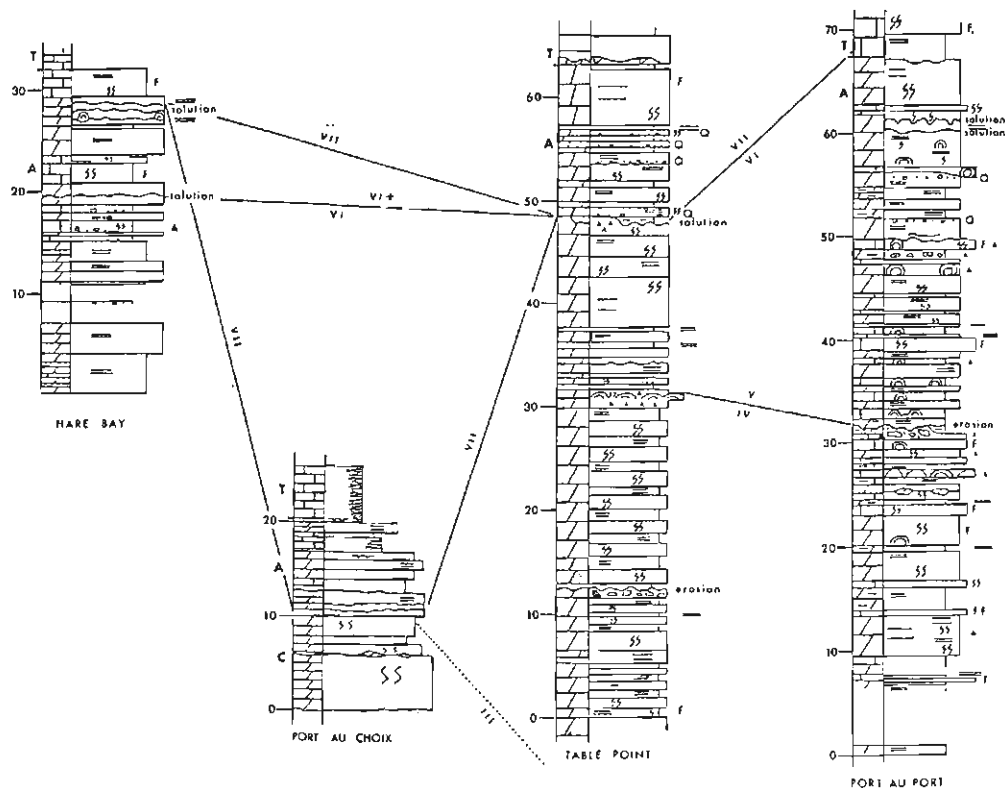 T
30
A
20
10
F
solution
F
solution
HARE BAY
vii
vi+
vi
vii
T
20
A
10
C
0
PORT AU CHOIX
iii
vii
T
60
A
50
40
30
20
10
0
F
Q
Q
Q
Q
solution
erosion
F
TABLE POINT
vii
vi
v
iv
70
T
A
60
50
40
30
20
10
0
F
solution
solution
Q
Q
F
F
erosion
F
F
F
F
PORT AU PORT